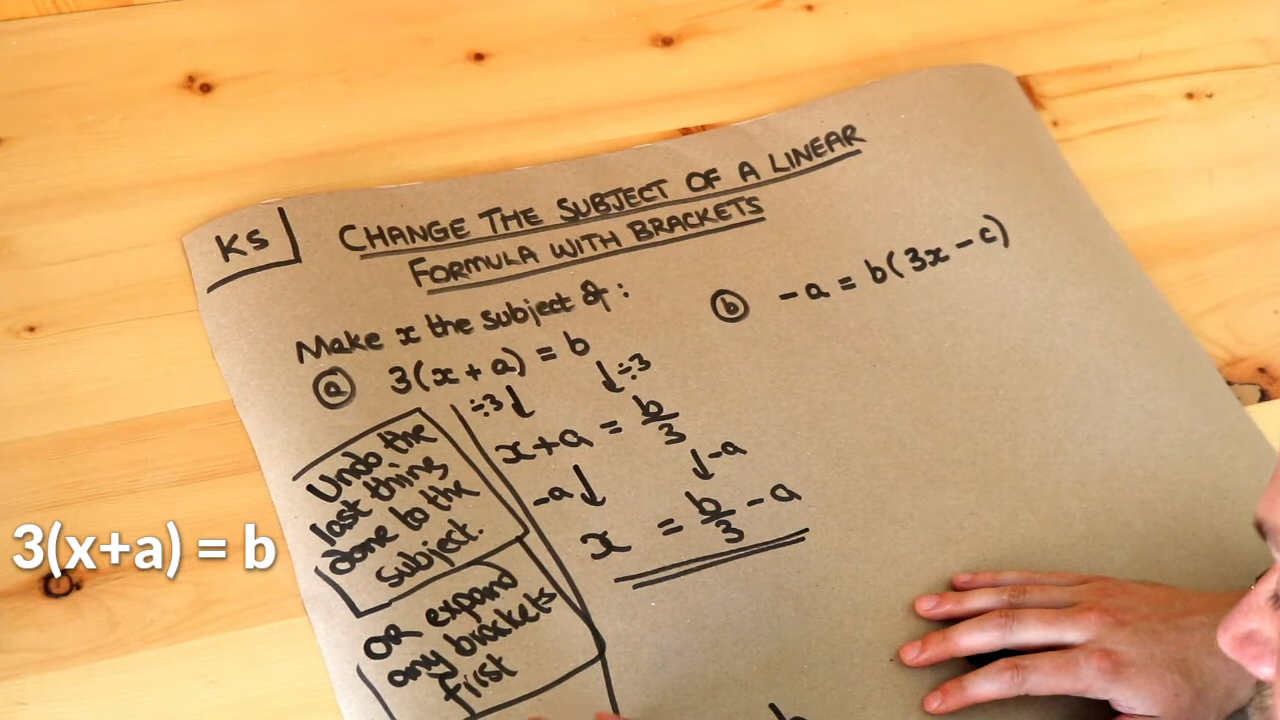 KS
CHANGE THE SUBJECT OF A LINEAR
FORMULA WITH BRACKETS
Make x the subject of:
(a) 3(x + a) = b
÷3↓ ↓÷3
x + a = b/3
-a↓ ↓-a
x = b/3 - a
Undo the
last thing
done to the
subject.
OR expand
any brackets
first
(b) -a = b(3x - c)
3(x+a) = b